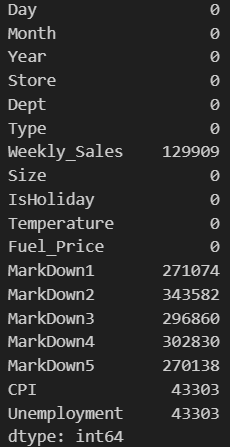 Day 0
Month 0
Year 0
Store 0
Dept 0
Type 0
Weekly_Sales 129909
Size 0
IsHoliday 0
Temperature 0
Fuel_Price 0
MarkDown1 271074
MarkDown2 343582
MarkDown3 296860
MarkDown4 302830
MarkDown5 270138
CPI 43303
Unemployment 43303
dtype: int64